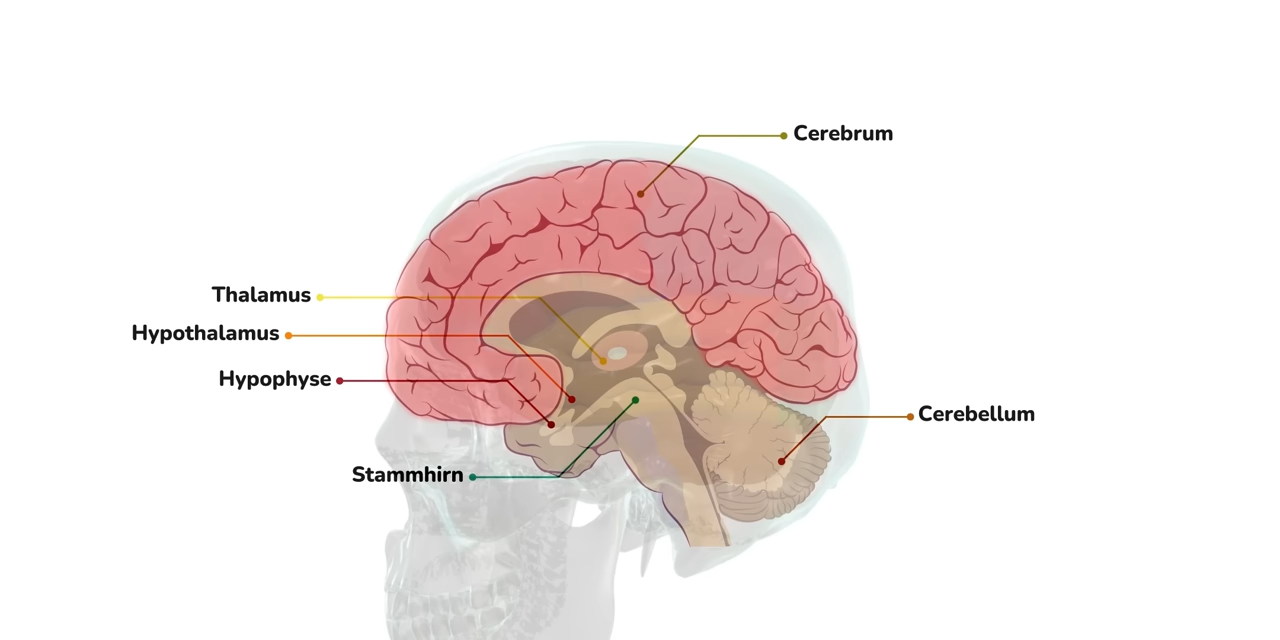 Cerebrum
Thalamus
Hypothalamus
Hypophyse
Cerebellum
Stammhirn